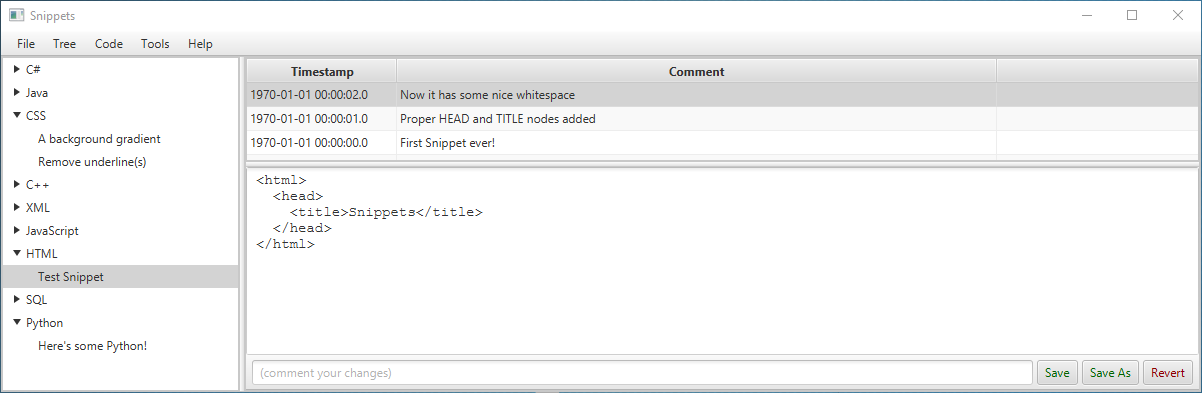 Snippets
File Tree Code Tools Help
C#
Java
CSS
A background gradient
Remove underline(s)
C++
XML
JavaScript
HTML
Test Snippet
SQL
Python
Here's some Python!
Timestamp Comment
1970-01-01 00:00:02.0 Now it has some nice whitespace
1970-01-01 00:00:01.0 Proper HEAD and TITLE nodes added
1970-01-01 00:00:00.0 First Snippet ever!
<html>
  <head>
    <title>Snippets</title>
  </head>
</html>
(comment your changes) Save Save As Revert